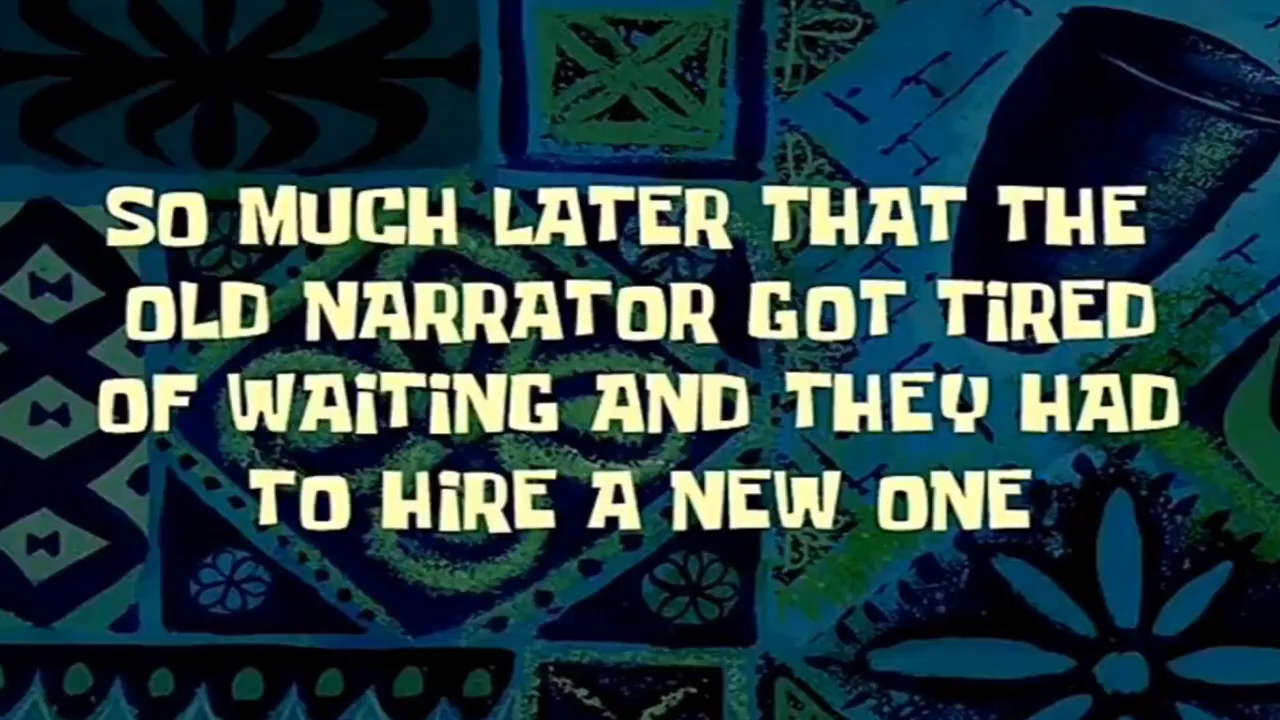 SO MUCH LATER THAT THE
OLD NARRATOR GOT TiRED
OF WAiTiNG AND THEY HAD
TO HiRE A NEW ONE